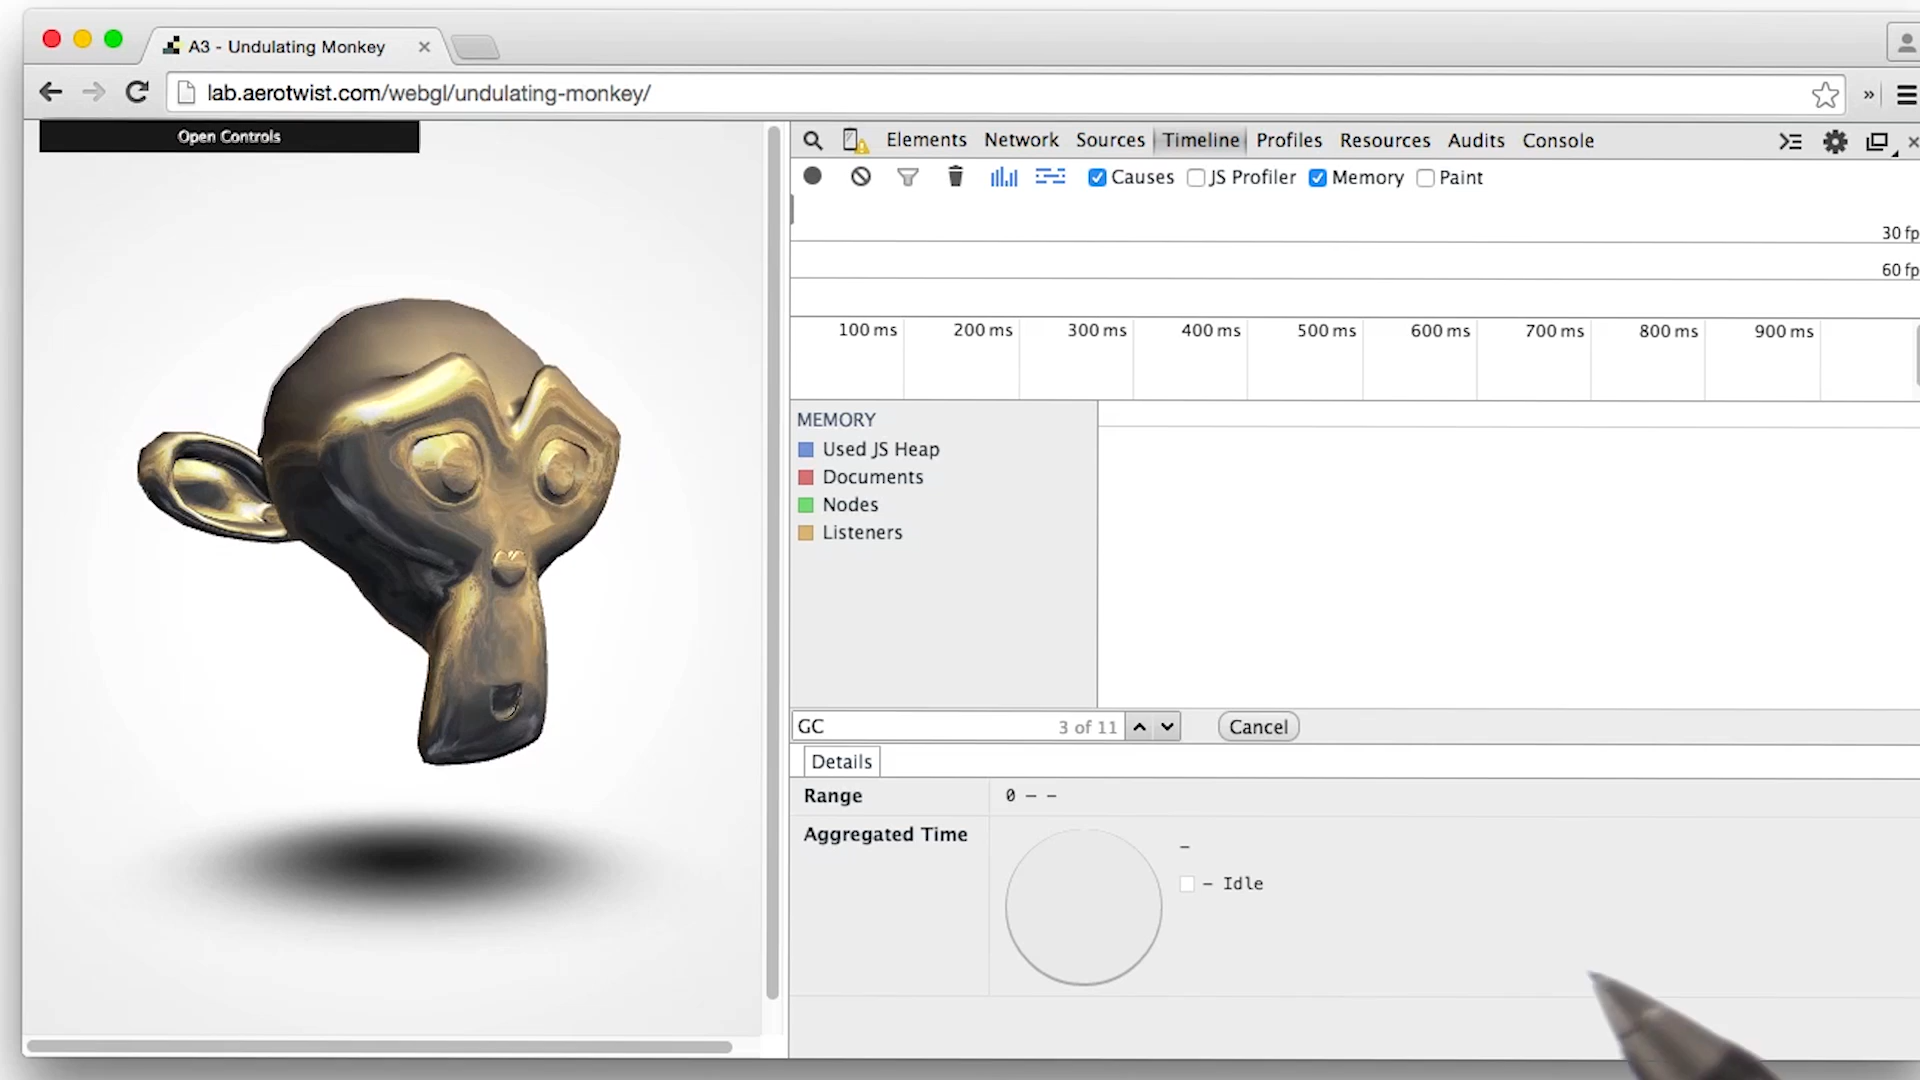 A3 - Undulating Monkey
lab.aerotwist.com/webgl/undulating-monkey/
Open Controls
Elements Network Sources Timeline Profiles Resources Audits Console
Causes JS Profiler Memory Paint
30 fp
60 fp
100 ms 200 ms 300 ms 400 ms 500 ms 600 ms 700 ms 800 ms 900 ms
MEMORY
Used JS Heap
Documents
Nodes
Listeners
GC 3 of 11 Cancel
Details
Range 0 – –
Aggregated Time –
– Idle